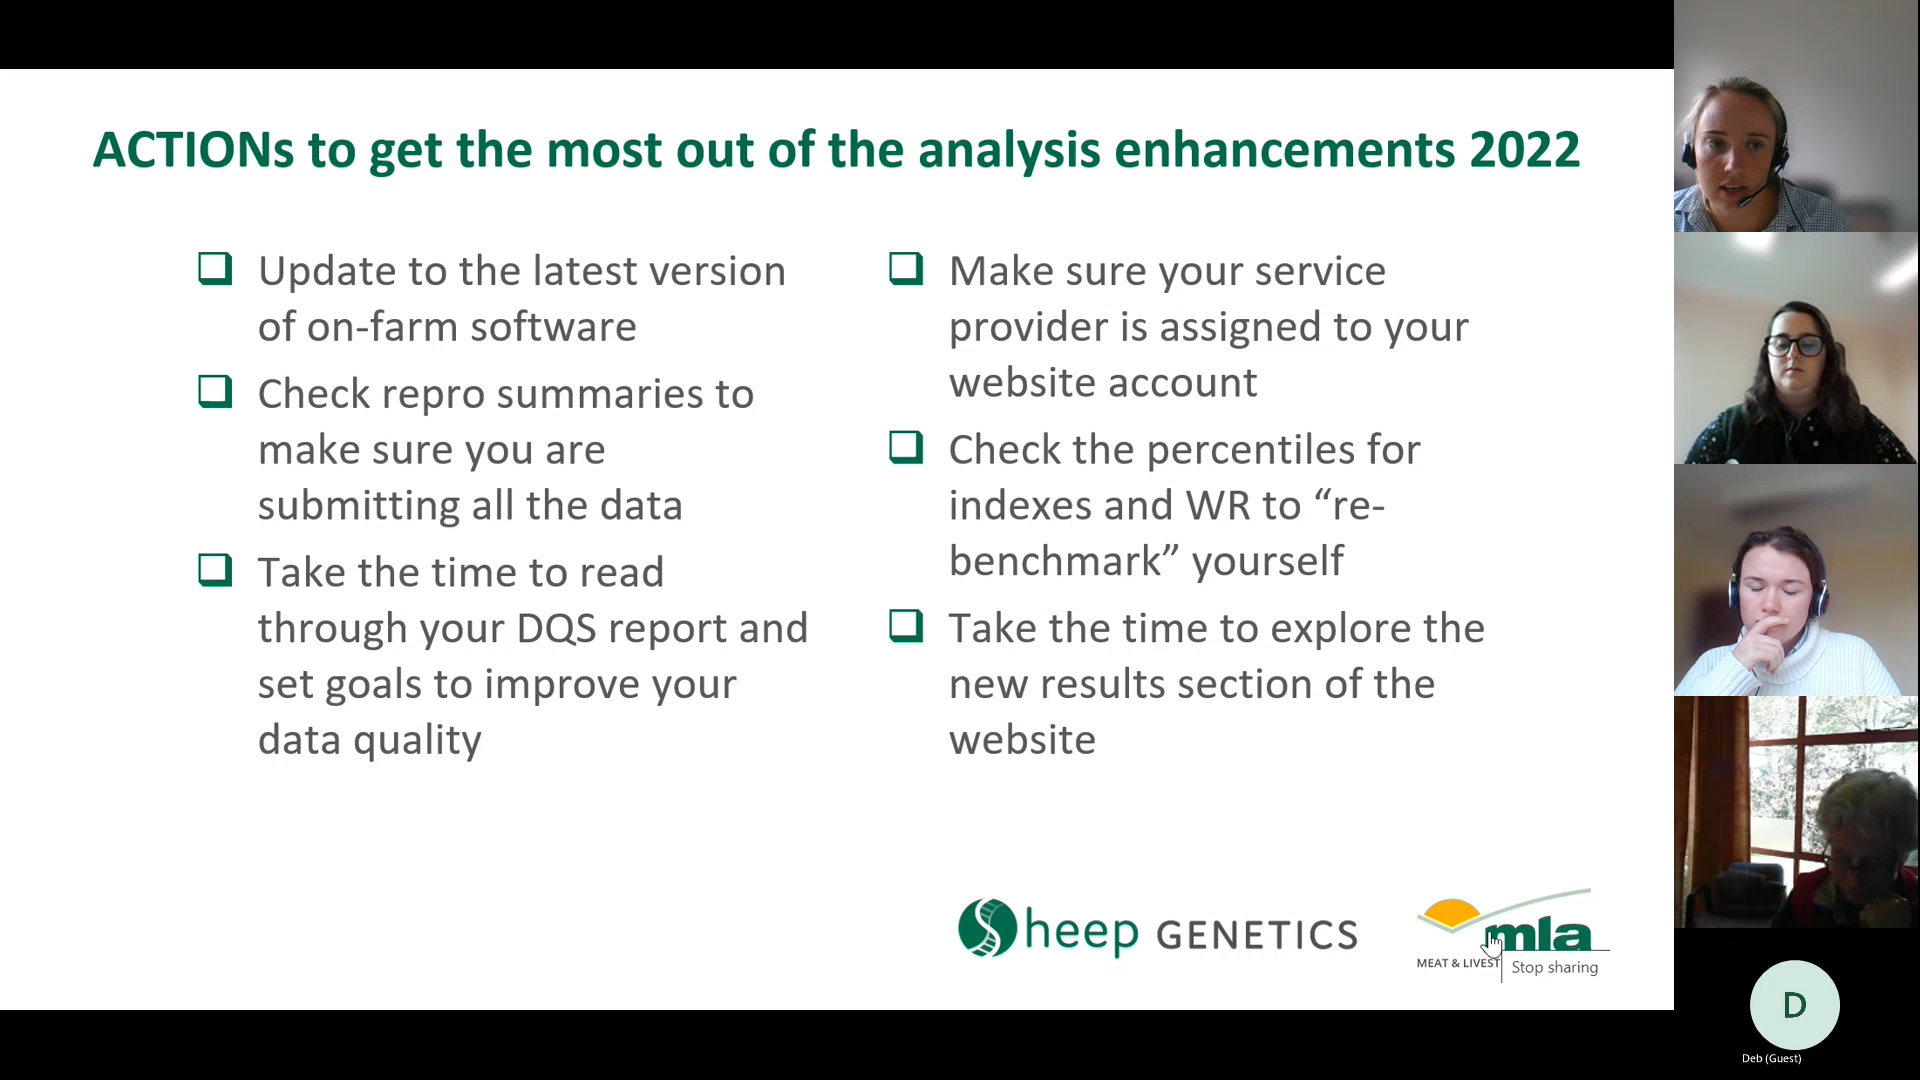 ACTIONs to get the most out of the analysis enhancements 2022
Update to the latest version
of on-farm software
Check repro summaries to
make sure you are
submitting all the data
Take the time to read
through your DQS report and
set goals to improve your
data quality
Make sure your service
provider is assigned to your
website account
Check the percentiles for
indexes and WR to “re-
benchmark” yourself
Take the time to explore the
new results section of the
website
Sheep GENETICS
mla
MEAT & LIVEST
Stop sharing
D
Deb (Guest)